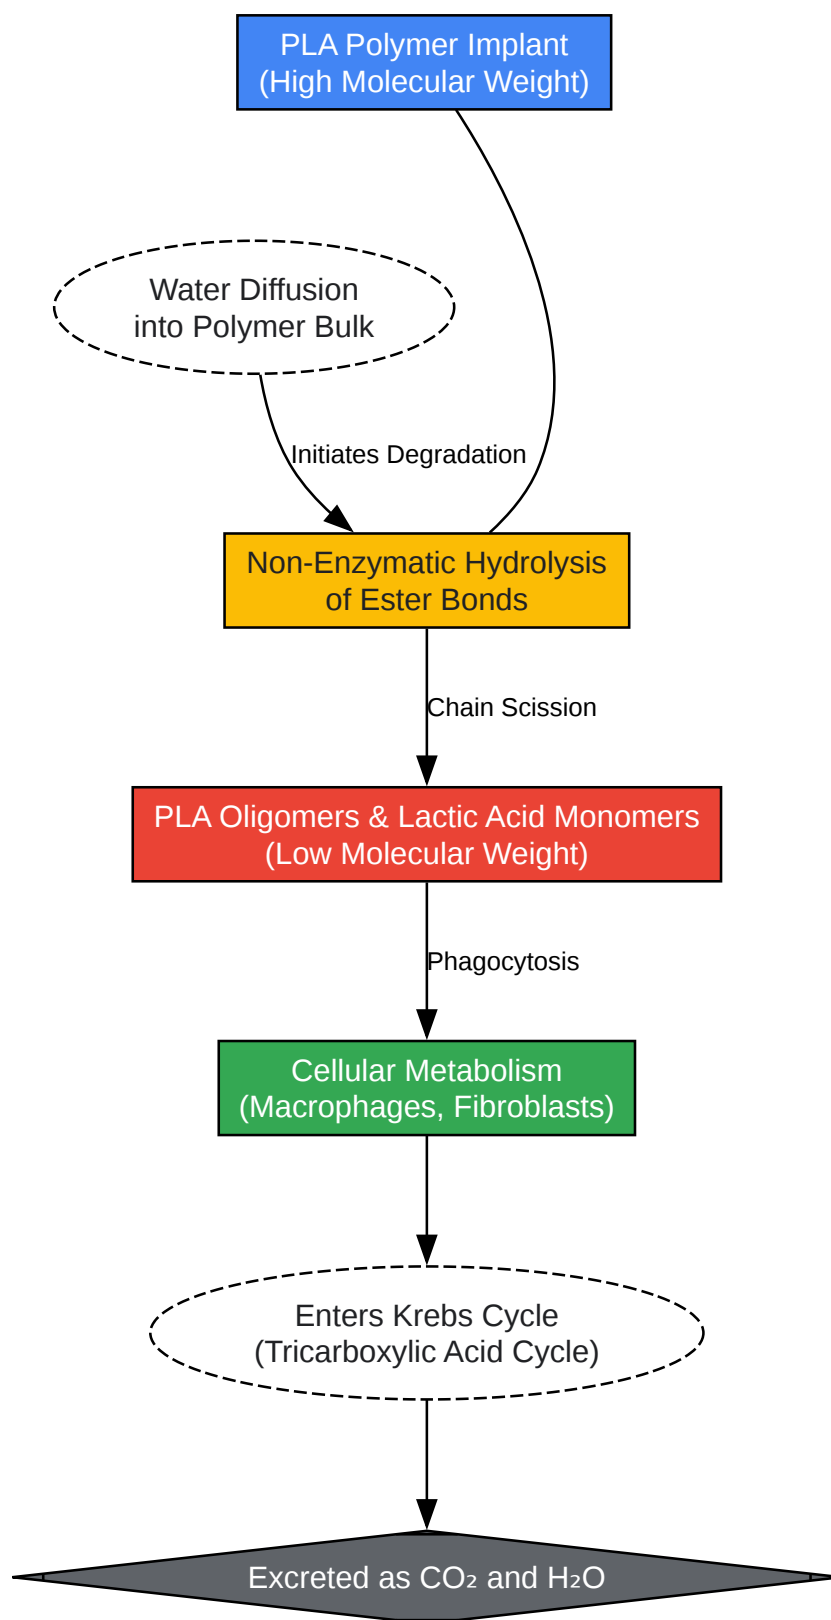 PLA Polymer Implant
(High Molecular Weight)
Water Diffusion
into Polymer Bulk
Initiates Degradation
Non-Enzymatic Hydrolysis
of Ester Bonds
Chain Scission
PLA Oligomers & Lactic Acid Monomers
(Low Molecular Weight)
Phagocytosis
Cellular Metabolism
(Macrophages, Fibroblasts)
Enters Krebs Cycle
(Tricarboxylic Acid Cycle)
Excreted as CO₂ and H₂O